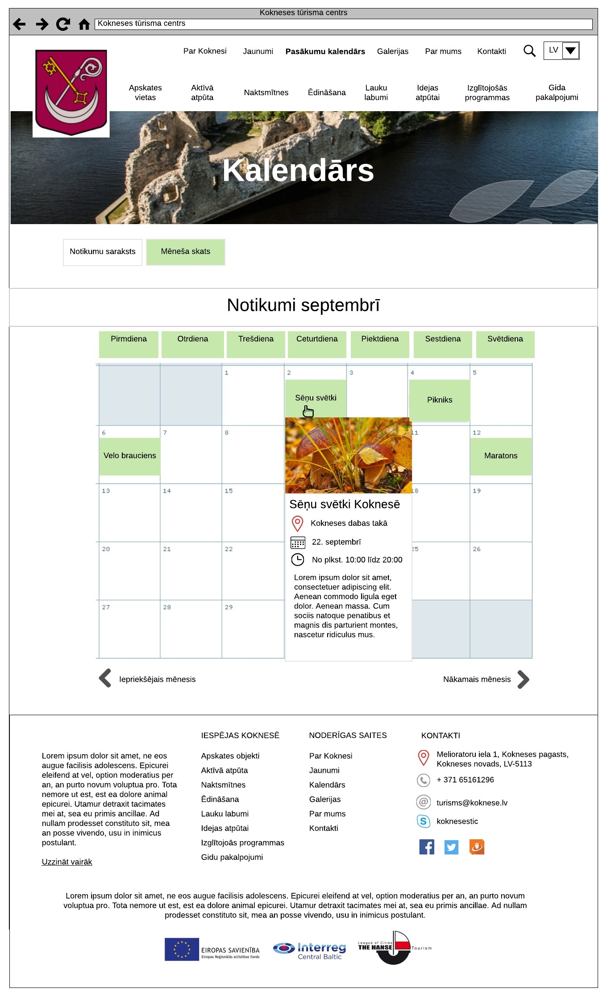 Kokneses tūrisma centrs
Kokneses tūrisma centrs
Par Koknesi
Jaunumi
Pasākumu kalendārs
Galerijas
Par mums
Kontakti
LV
Apskates
vietas
Aktīvā
atpūta
Naktsmītnes
Ēdināšana
Lauku
labumi
Idejas
atpūtai
Izglītojošās
programmas
Gida
pakalpojumi
Kalendārs
Notikumu saraksts
Mēneša skats
Notikumi septembrī
Pirmdiena
Otrdiena
Trešdiena
Ceturtdiena
Piektdiena
Sestdiena
Svētdiena
1
2
3
4
5
Sēņu svētki
Pikniks
6
7
8
11
12
Velo brauciens
Maratons
13
14
15
18
19
Sēņu svētki Koknesē
Kokneses dabas takā
22. septembrī
No plkst. 10:00 līdz 20:00
20
21
22
25
26
Lorem ipsum dolor sit amet,
consectetuer adipiscing elit.
Aenean commodo ligula eget
dolor. Aenean massa. Cum
sociis natoque penatibus et
magnis dis parturient montes,
nascetur ridiculus mus.
27
28
29
Iepriekšējais mēnesis
Nākamais mēnesis
Lorem ipsum dolor sit amet, ne eos
augue facilisis adolescens. Epicurei
eleifend at vel, option moderatius per
an, an purto novum voluptua pro. Tota
nemore ut est, est ea dolore animal
epicurei. Utamur detraxit tacimates
mei at, sea eu primis ancillae. Ad
nullam prodesset constituto sit, mea
an posse vivendo, usu in inimicus
postulant.
Uzzināt vairāk
IESPĒJAS KOKNESĒ
Apskates objekti
Aktīvā atpūta
Naktsmītnes
Ēdināšana
Lauku labumi
Idejas atpūtai
Izglītojoās programmas
Gidu pakalpojumi
NODERĪGAS SAITES
Par Koknesi
Jaunumi
Kalendārs
Galerijas
Par mums
Kontakti
KONTAKTI
Melioratoru iela 1, Kokneses pagasts,
Kokneses novads, LV-5113
+ 371 65161296
turisms@koknese.lv
koknesestic
Lorem ipsum dolor sit amet, ne eos augue facilisis adolescens. Epicurei eleifend at vel, option moderatius per an, an purto novum
voluptua pro. Tota nemore ut est, est ea dolore animal epicurei. Utamur detraxit tacimates mei at, sea eu primis ancillae. Ad nullam
prodesset constituto sit, mea an posse vivendo, usu in inimicus postulant.
EIROPAS SAVIENĪBA
Eiropas Reģionālās attīstības fonds
Interreg
Central Baltic
League of Cities
THE HANSE
Tourism